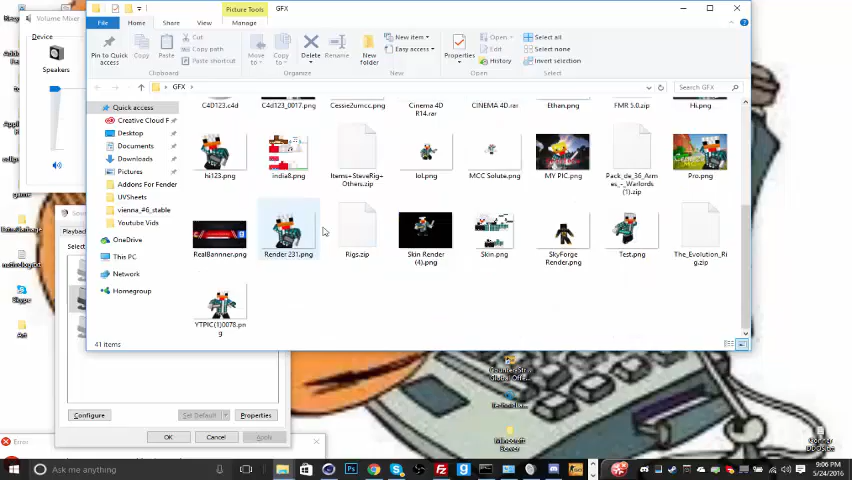 Volume Mixer
Device
Speakers
Picture Tools
GFX
File
Home
Share
View
Manage
Pin to Quick access
Copy
Paste
Cut
Copy path
Paste shortcut
Clipboard
Move to
Copy to
Delete
Rename
Organize
New folder
New item
Easy access
New
Properties
Open
Edit
History
Open
Select all
Select none
Invert selection
Select
GFX
Search GFX
Quick access
Creative Cloud F
Desktop
Documents
Downloads
Pictures
Addons For Fender
UVSheets
vienna_#6_stable
Youtube Vids
OneDrive
This PC
Network
Homegroup
C4D123.c4d
C4d123_0017.png
Cessie2umcc.png
Cinema 4D R14.rar
CINEMA 4D.rar
Ethan.png
FMR 5.0.zip
Hi.png
hi123.png
india8.png
Items+SteveRig+Others.zip
lol.png
MCC Solute.png
MY PIC.png
Pack_de_36_Armes_-_Warlords (1).zip
Pro.png
RealBannner.png
Render 231.png
Rigs.zip
Skin Render (4).png
Skin.png
SkyForge Render.png
Test.png
The_Evolution_Rig.zip
YTPIC(1)0078.png
41 items
Skype
Art
Configure
Set Default
Properties
OK
Cancel
Apply
Error
Minecraft Server
Ask me anything
9:06 PM
5/24/2016